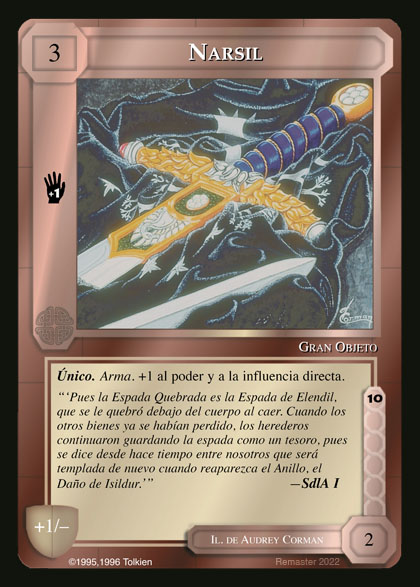 3
NARSIL
+1
Corman
GRAN OBJETO
Único. Arma. +1 al poder y a la influencia directa.
10
“‘Pues la Espada Quebrada es la Espada de Elendil,
que se le quebró debajo del cuerpo al caer. Cuando los
otros bienes ya se habían perdido, los herederos
continuaron guardando la espada como un tesoro, pues
se dice desde hace tiempo entre nosotros que será
templada de nuevo cuando reaparezca el Anillo, el
Daño de Isildur.’” —SdlA I
+1/–
IL. DE AUDREY CORMAN
2
©1995,1996 Tolkien
Remaster 2022